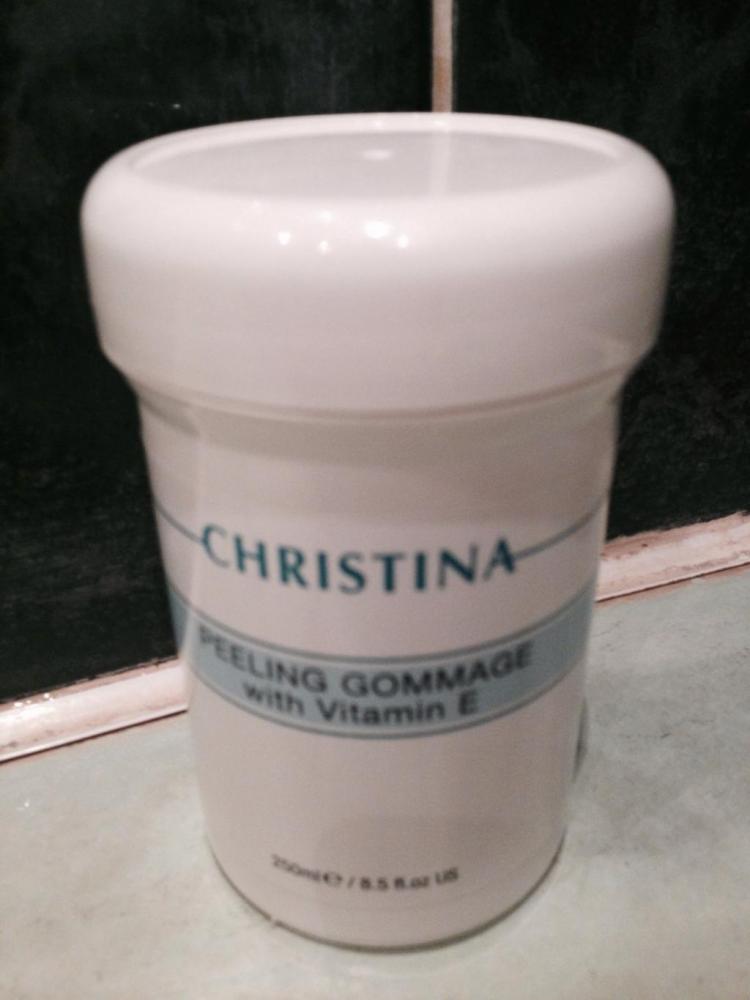 CHRISTINA
PEELING GOMMAGE
with Vitamin E
250ml ℮ / 8.5 fl.oz US